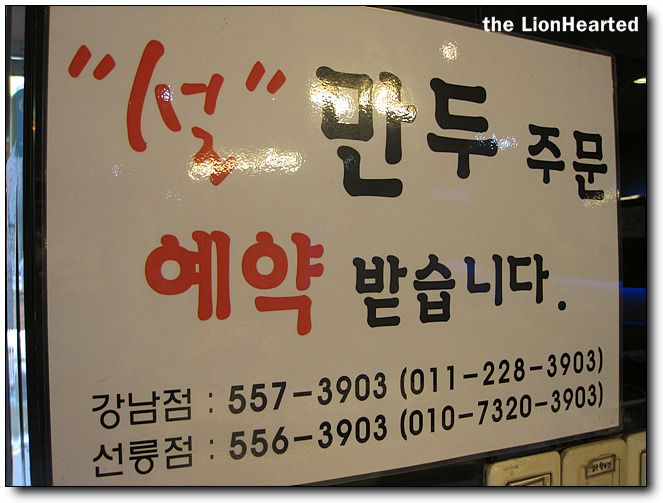 the LionHearted
"설" 만두 주문
예약 받습니다.
강남점 : 557-3903 (011-228-3903)
선릉점 : 556-3903 (010-7320-3903)